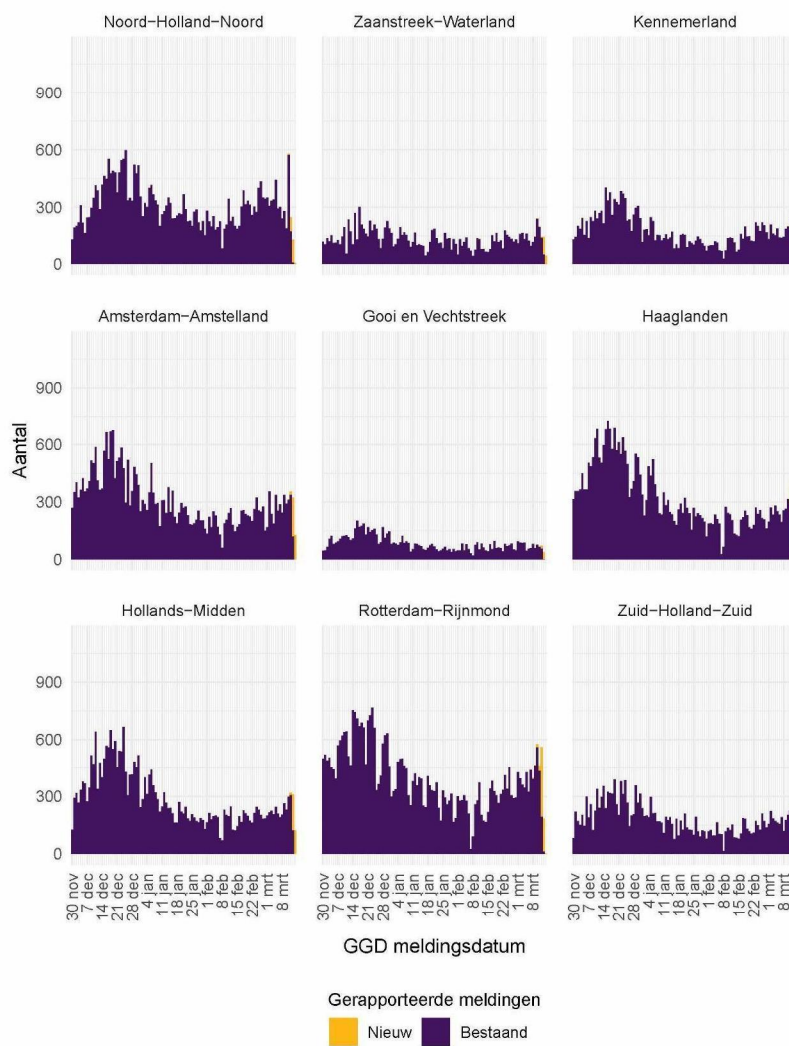 Noord-Holland-Noord
Zaanstreek-Waterland
Kennemerland
900
600
300
0
Amsterdam-Amstelland
Gooi en Vechtstreek
Haaglanden
Aantal
900
600
300
0
Hollands-Midden
Rotterdam-Rijnmond
Zuid-Holland-Zuid
900
600
300
0
30 nov
7 dec
14 dec
21 dec
28 dec
4 jan
11 jan
18 jan
25 jan
1 feb
8 feb
15 feb
22 feb
1 mrt
8 mrt
30 nov
7 dec
14 dec
21 dec
28 dec
4 jan
11 jan
18 jan
25 jan
1 feb
8 feb
15 feb
22 feb
1 mrt
8 mrt
30 nov
7 dec
14 dec
21 dec
28 dec
4 jan
11 jan
18 jan
25 jan
1 feb
8 feb
15 feb
22 feb
1 mrt
8 mrt
GGD meldingsdatum
Gerapporteerde meldingen
Nieuw
Bestaand